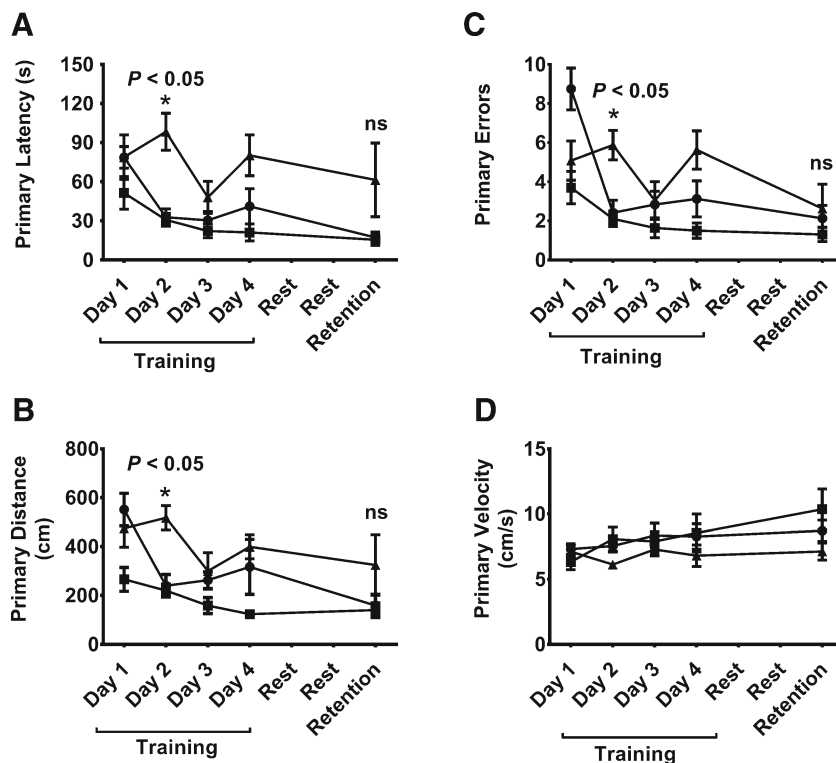 A
Primary Latency (s)
150
120
90
60
30
0
P < 0.05
*
ns
Day 1
Day 2
Day 3
Day 4
Rest
Rest
Retention
Training
C
Primary Errors
10
8
6
4
2
0
P < 0.05
*
ns
Day 1
Day 2
Day 3
Day 4
Rest
Rest
Retention
Training
B
Primary Distance
(cm)
800
600
400
200
0
P < 0.05
*
ns
Day 1
Day 2
Day 3
Day 4
Rest
Rest
Retention
Training
D
Primary Velocity
(cm/s)
15
10
5
0
Day 1
Day 2
Day 3
Day 4
Rest
Rest
Retention
Training